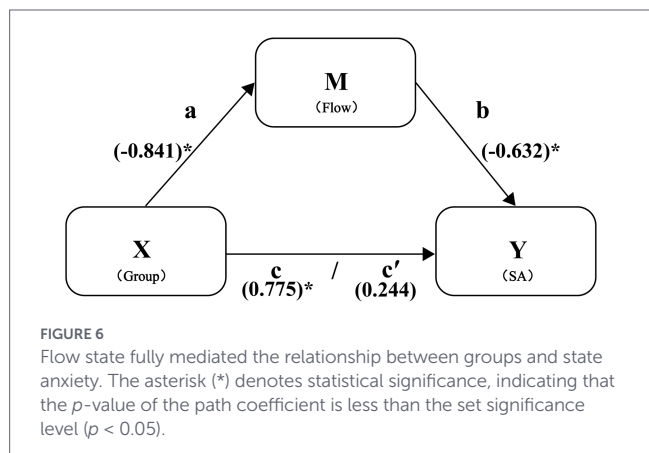 M
(Flow)
a
b
(-0.841)*
(-0.632)*
X
(Group)
Y
(SA)
c / c′
(0.775)* (0.244)
FIGURE 6
Flow state fully mediated the relationship between groups and state
anxiety. The asterisk (*) denotes statistical significance, indicating that
the p-value of the path coefficient is less than the set significance
level (p < 0.05).